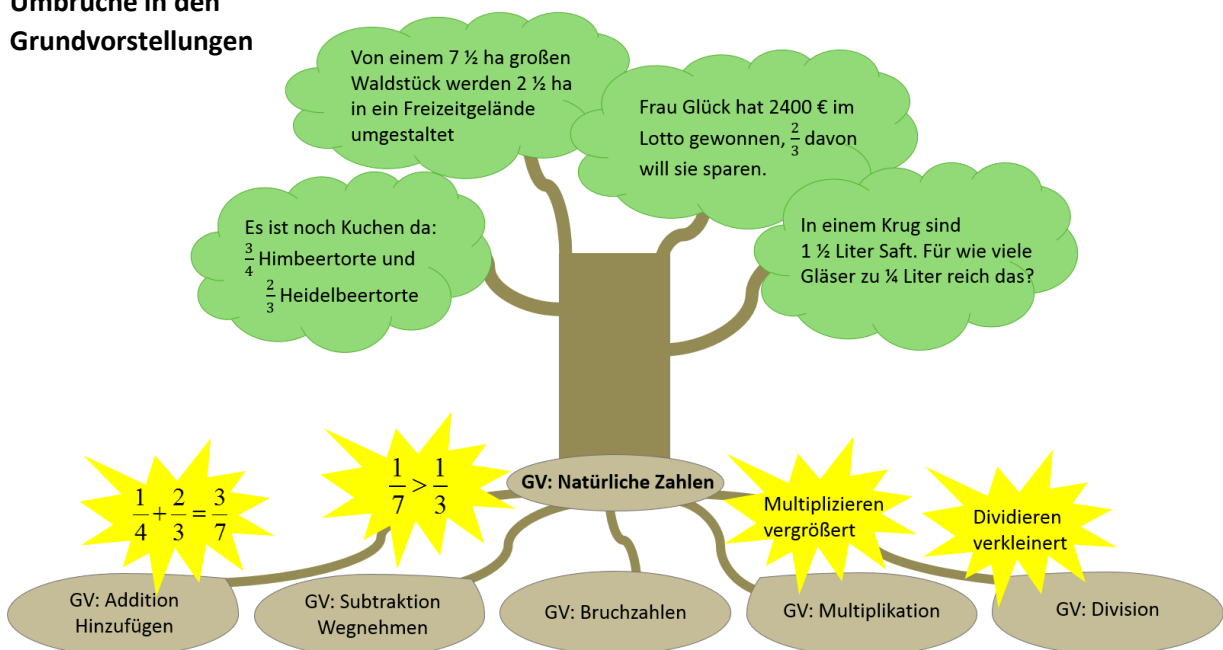 Umbrüche in den
Grundvorstellungen
Von einem 7 ½ ha großen
Waldstück werden 2 ½ ha
in ein Freizeitgelände
umgestaltet
Frau Glück hat 2400 € im
Lotto gewonnen, 2/3 davon
will sie sparen.
Es ist noch Kuchen da:
3/4 Himbeertorte und
2/3 Heidelbeertorte
In einem Krug sind
1 ½ Liter Saft. Für wie viele
Gläser zu ¼ Liter reich das?
1/4 + 2/3 = 3/7
1/7 > 1/3
GV: Natürliche Zahlen
Multiplizieren
vergrößert
Dividieren
verkleinert
GV: Addition
Hinzufügen
GV: Subtraktion
Wegnehmen
GV: Bruchzahlen
GV: Multiplikation
GV: Division